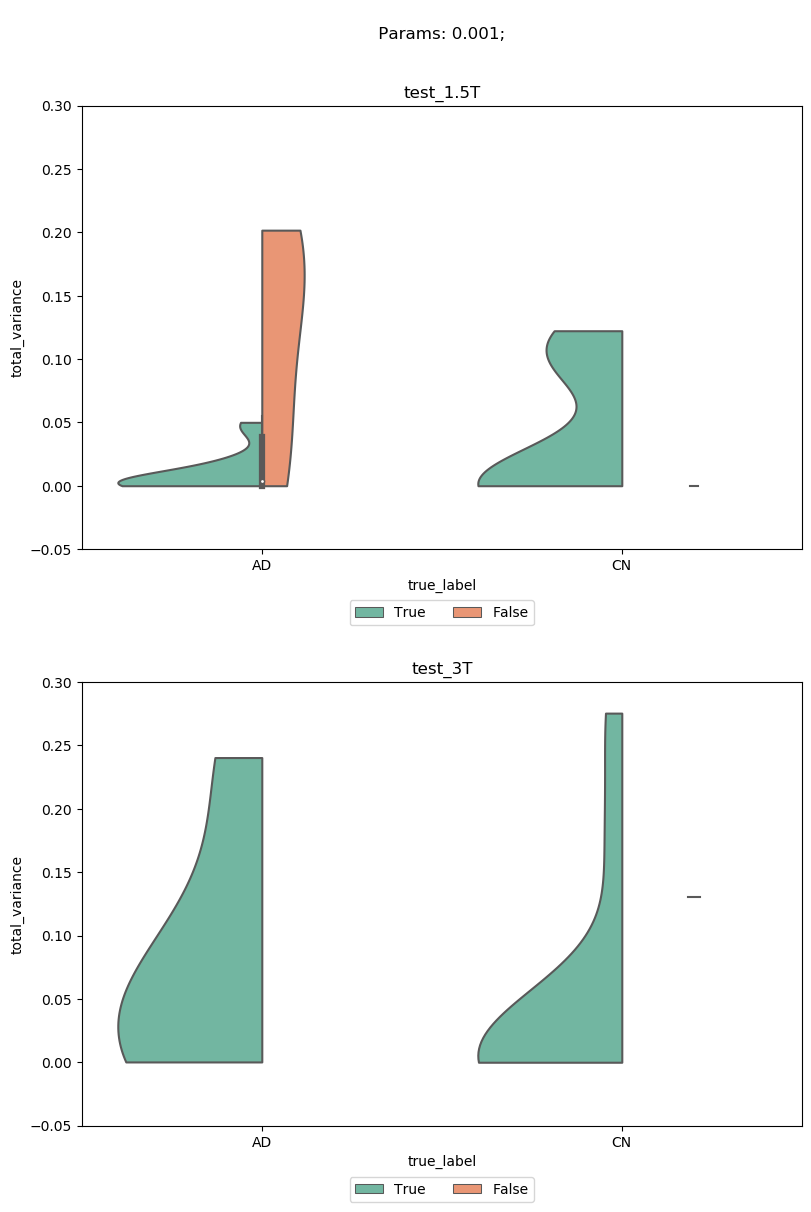 Params: 0.001;
test_1.5T
0.30
0.25
0.20
0.15
0.10
0.05
0.00
−0.05
total_variance
AD CN
true_label
True False
test_3T
0.30
0.25
0.20
0.15
0.10
0.05
0.00
−0.05
total_variance
AD CN
true_label
True False